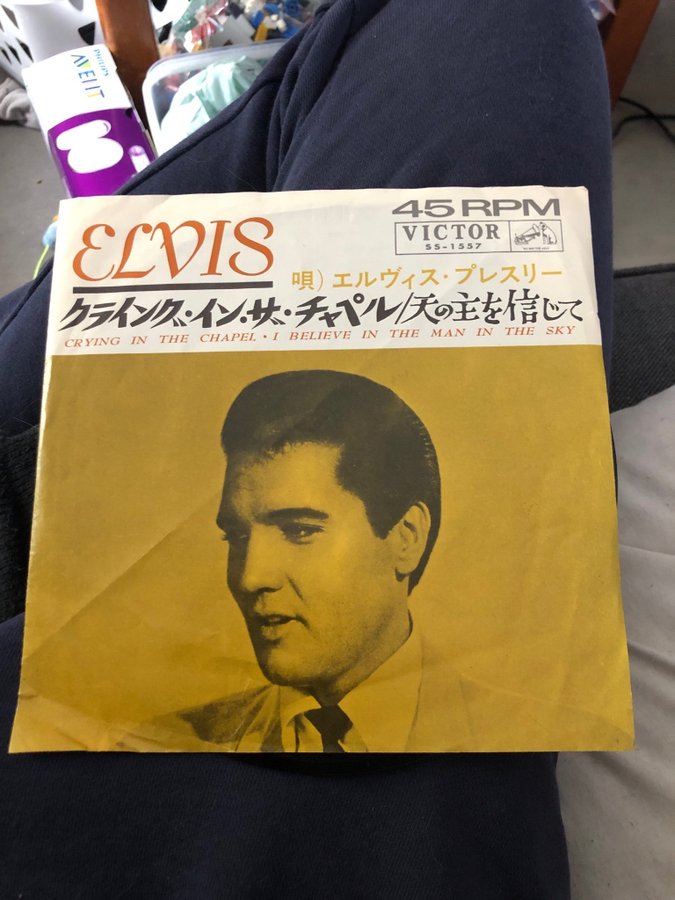 PHILIPS
AVENT
45 RPM
ELVIS
VICTOR
SS-1557
唄) エルヴィス・プレスリー
クライング・イン・ザ・チャペル/天の主を信じて
CRYING IN THE CHAPEL • I BELIEVE IN THE MAN IN THE SKY